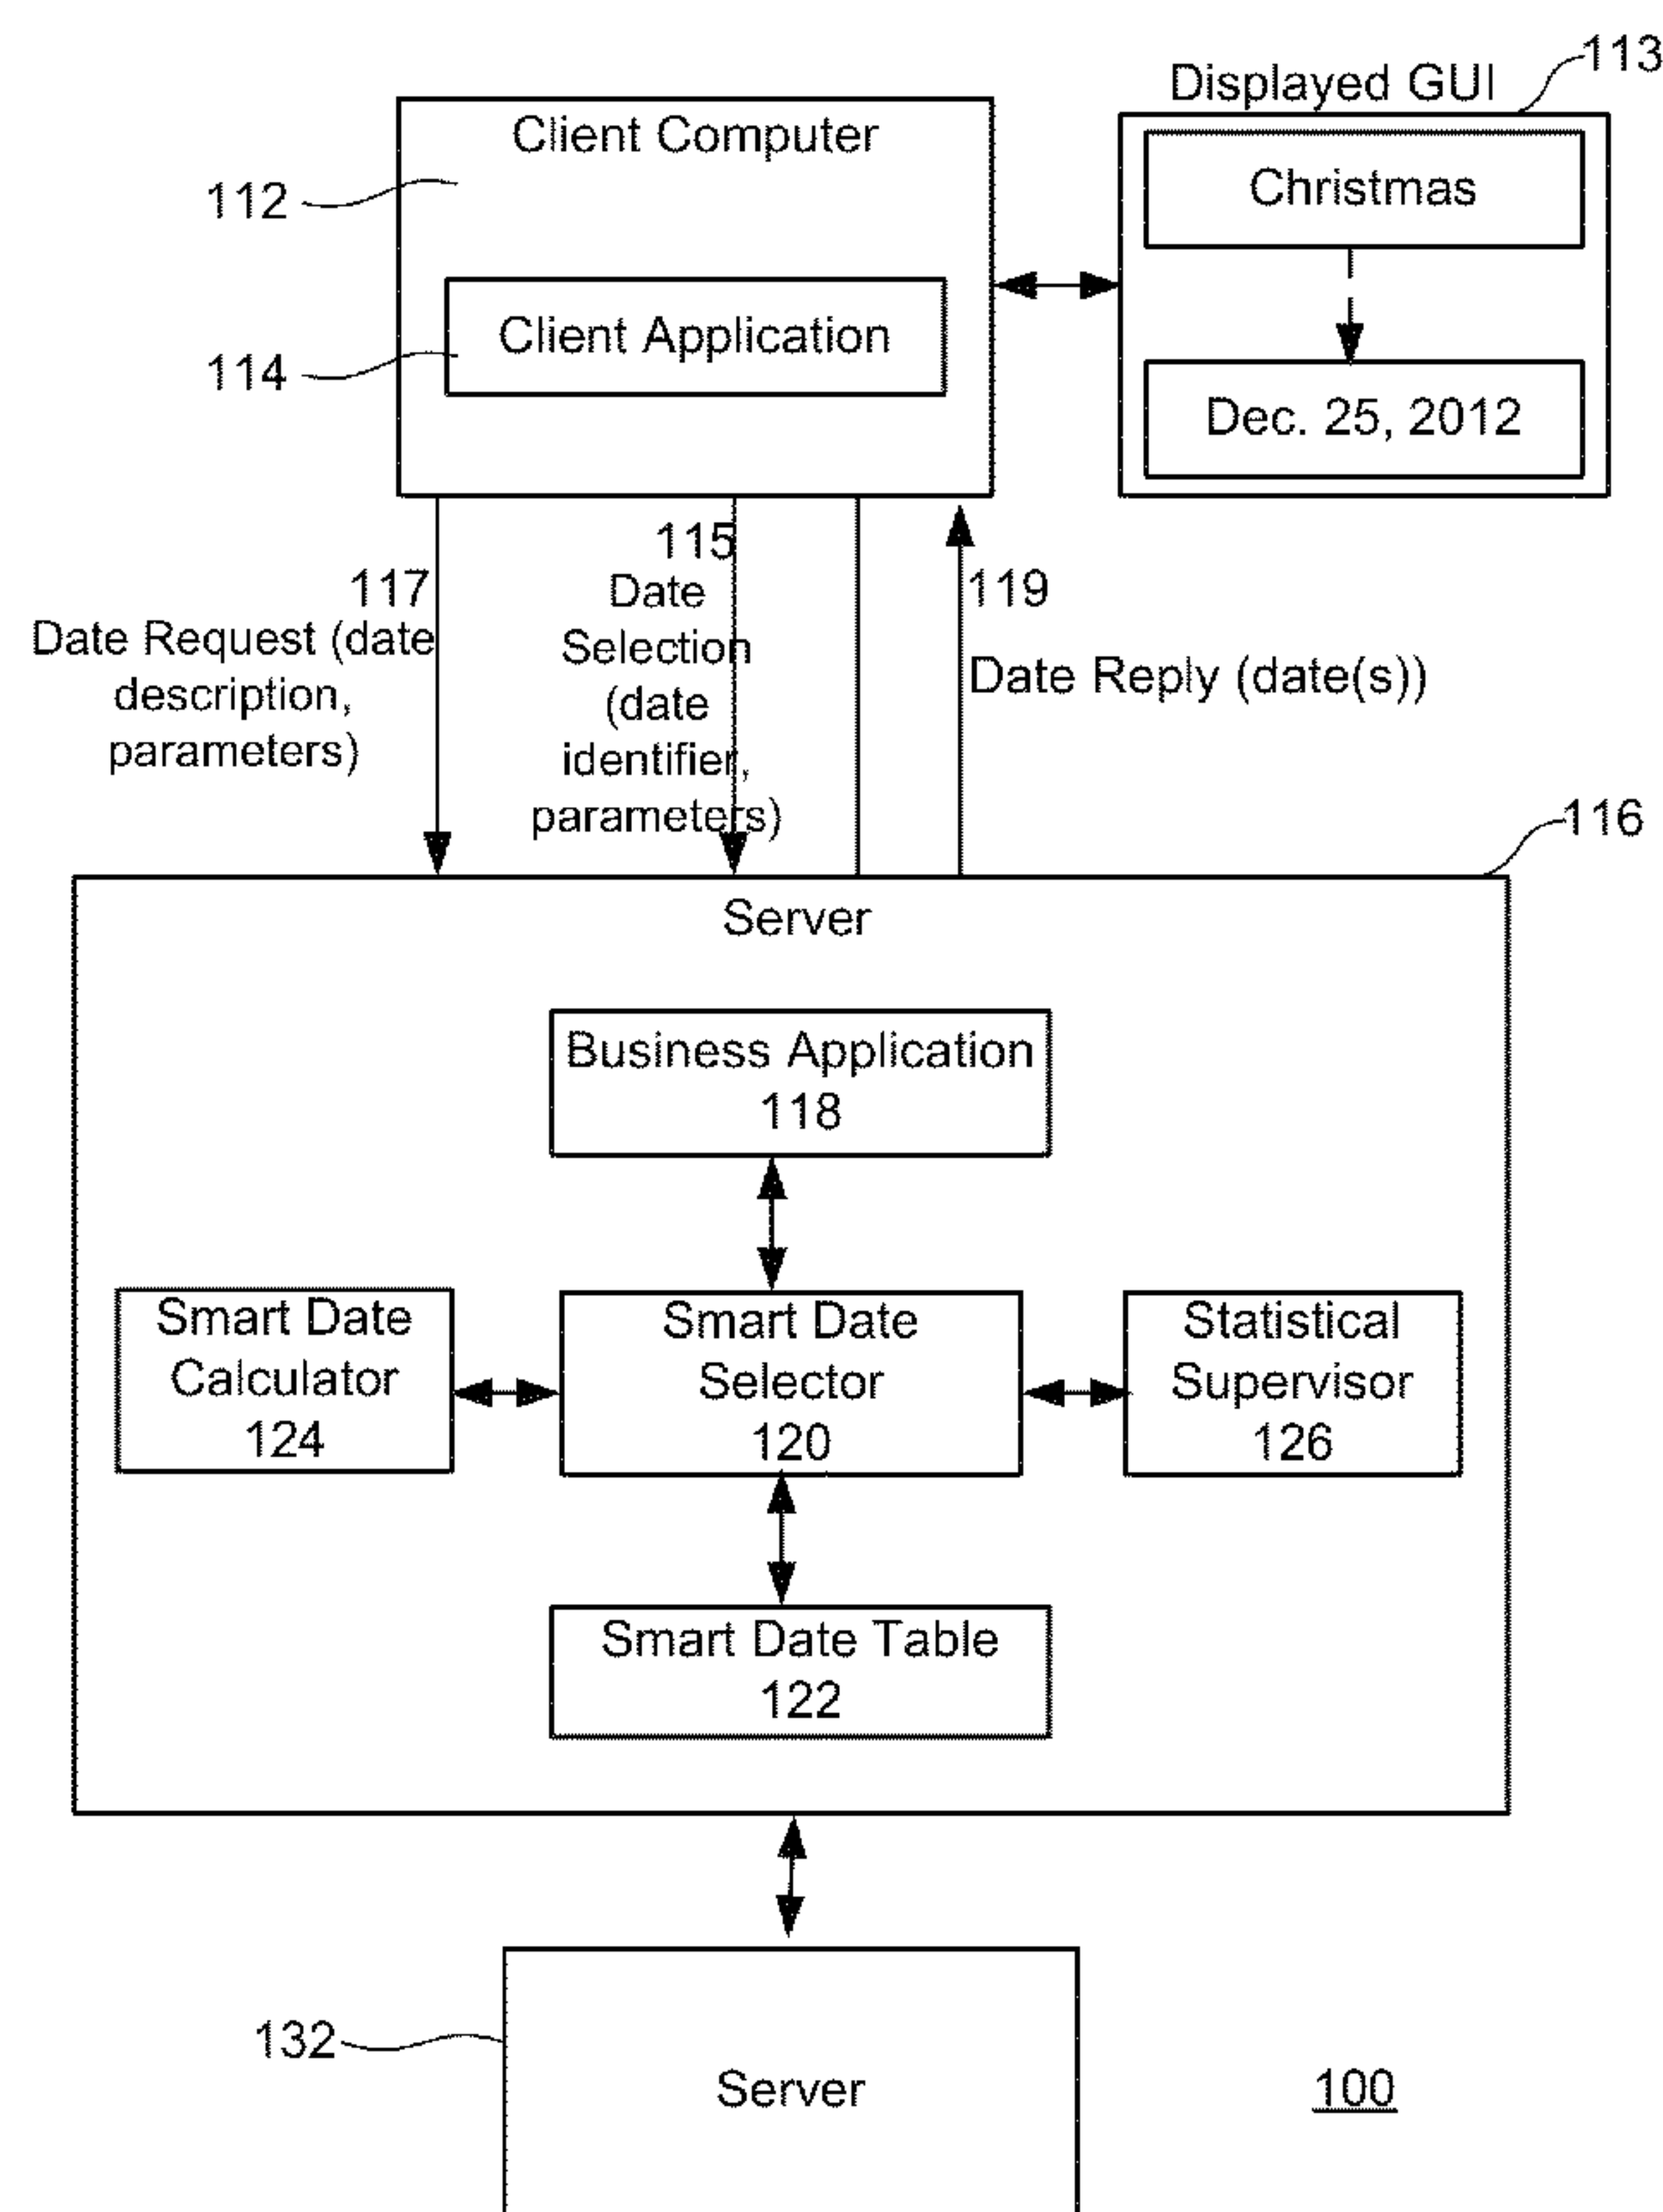 113
Displayed GUI
Client Computer
Christmas
112
Client Application
114
Dec. 25, 2012
115
117
Date Request (date
description,
parameters)
Date
Selection
(date
identifier,
parameters)
119
Date Reply (date(s))
116
Server
Business Application
118
Smart Date
Calculator
124
Smart Date
Selector
120
Statistical
Supervisor
126
Smart Date Table
122
132
Server
100